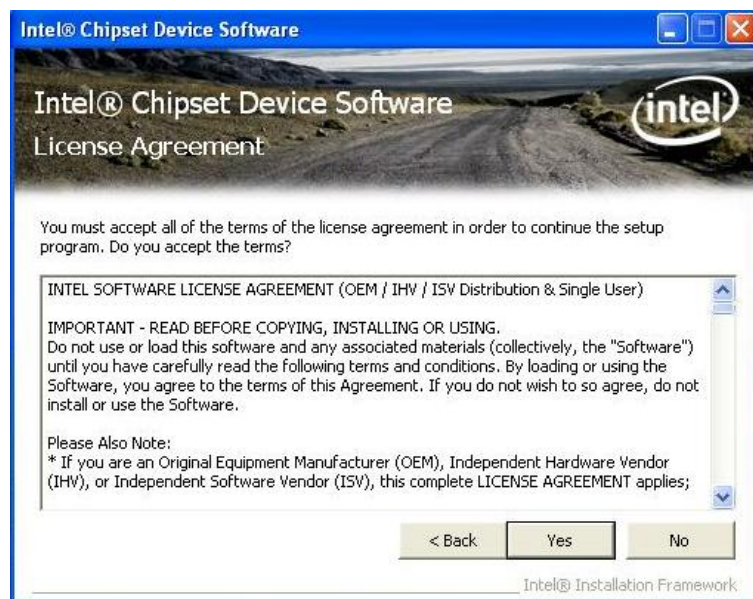 Intel® Chipset Device Software
Intel® Chipset Device Software
intel
License Agreement
You must accept all of the terms of the license agreement in order to continue the setup
program. Do you accept the terms?
INTEL SOFTWARE LICENSE AGREEMENT (OEM / IHV / ISV Distribution & Single User)
IMPORTANT - READ BEFORE COPYING, INSTALLING OR USING.
Do not use or load this software and any associated materials (collectively, the "Software")
until you have carefully read the following terms and conditions. By loading or using the
Software, you agree to the terms of this Agreement. If you do not wish to so agree, do not
install or use the Software.
Please Also Note:
* If you are an Original Equipment Manufacturer (OEM), Independent Hardware Vendor
(IHV), or Independent Software Vendor (ISV), this complete LICENSE AGREEMENT applies;
< Back Yes No
Intel® Installation Framework